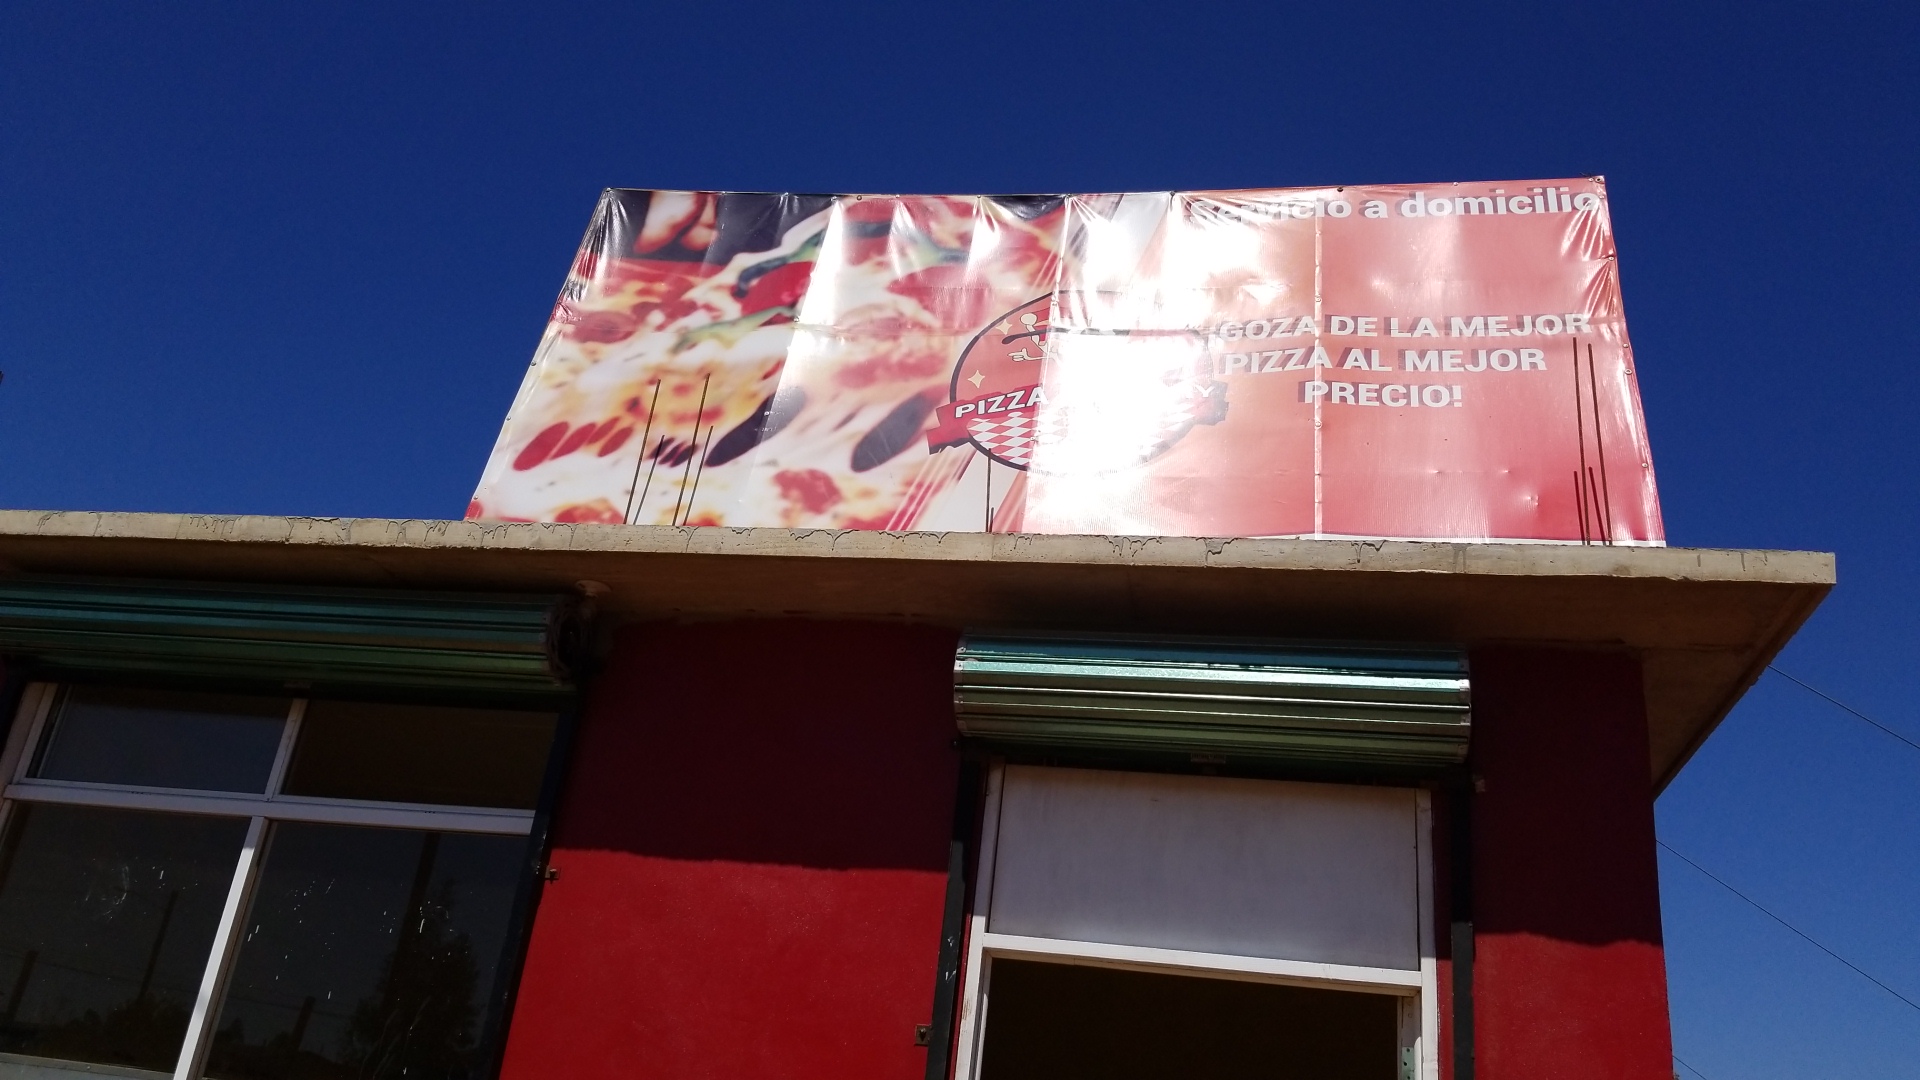 Servicio a domicilio
¡GOZA DE LA MEJOR
PIZZA AL MEJOR
PRECIO!
PIZZA